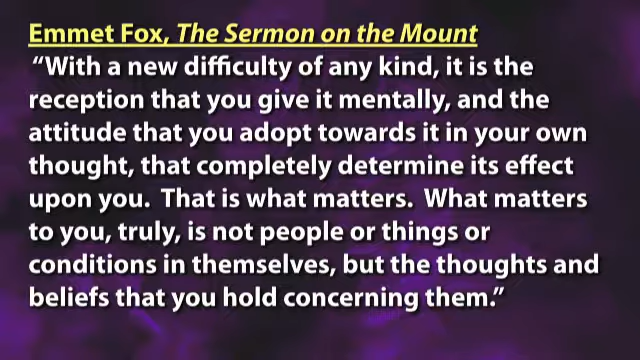 Emmet Fox, The Sermon on the Mount
“With a new difficulty of any kind, it is the
reception that you give it mentally, and the
attitude that you adopt towards it in your own
thought, that completely determine its effect
upon you.  That is what matters.  What matters
to you, truly, is not people or things or
conditions in themselves, but the thoughts and
beliefs that you hold concerning them.”